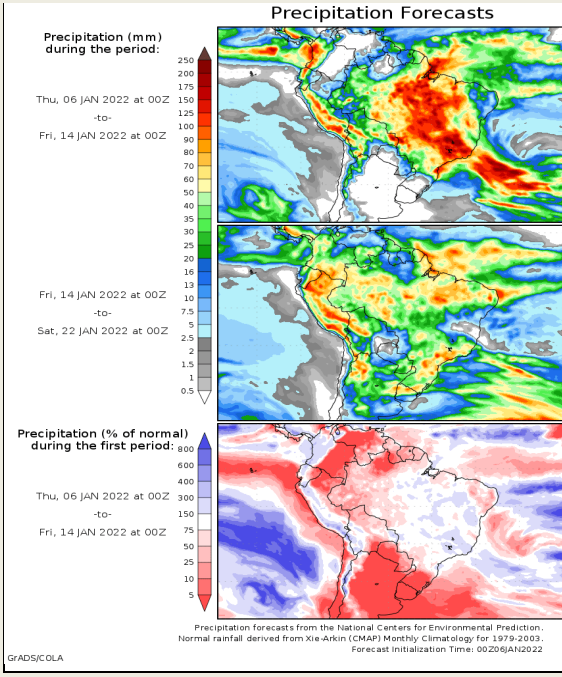 Precipitation Forecasts
Precipitation (mm)
during the period:
Thu, 06 JAN 2022 at 00Z
-to-
Fri, 14 JAN 2022 at 00Z
250
200
175
150
125
100
90
80
70
60
50
40
35
30
25
20
16
13
10
7.5
5
2.5
2
1.5
1
0.5
Fri, 14 JAN 2022 at 00Z
-to-
Sat, 22 JAN 2022 at 00Z
Precipitation (% of normal)
during the first period:
Thu, 06 JAN 2022 at 00Z
-to-
Fri, 14 JAN 2022 at 00Z
800
600
400
300
150
75
50
25
10
5
Precipitation forecasts from the National Centers for Environmental Prediction.
Normal rainfall derived from Xie-Arkin (CMAP) Monthly Climatology for 1979-2003.
Forecast Initialization Time: 00Z06JAN2022
GrADS/COLA